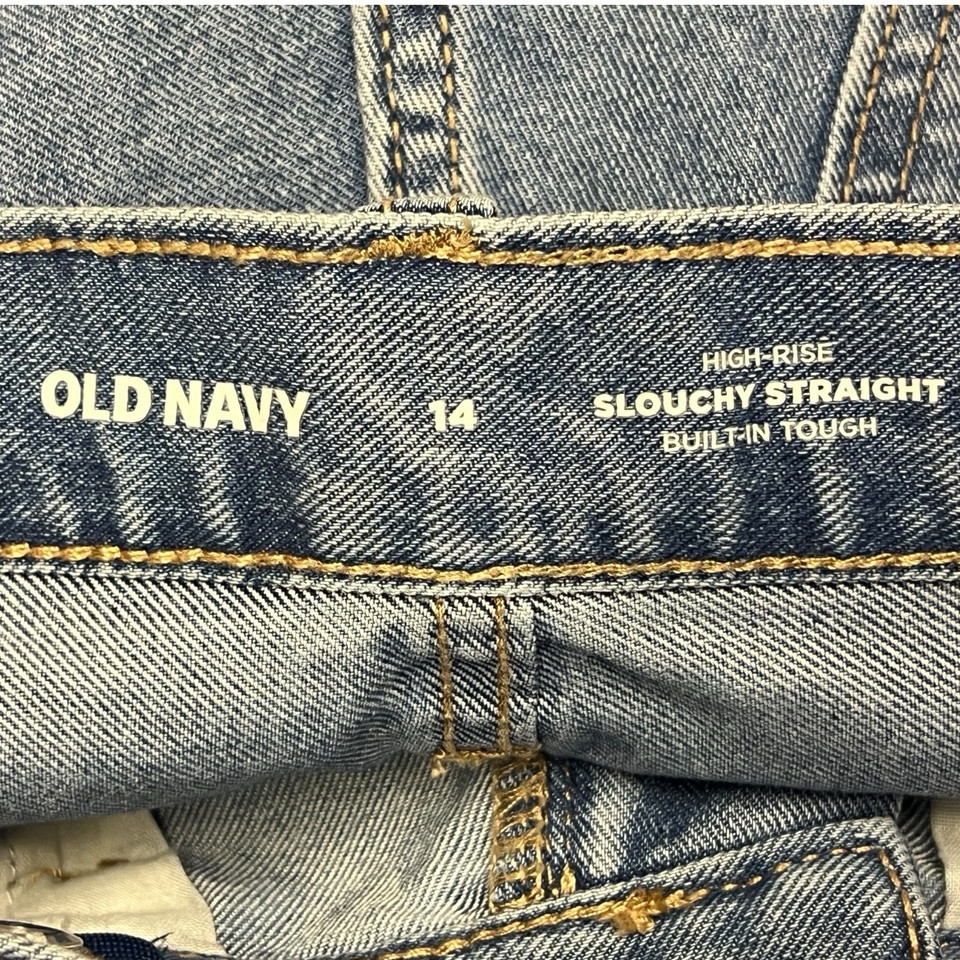 OLD NAVY
14
HIGH-RISE
SLOUCHY STRAIGHT
BUILT-IN TOUGH